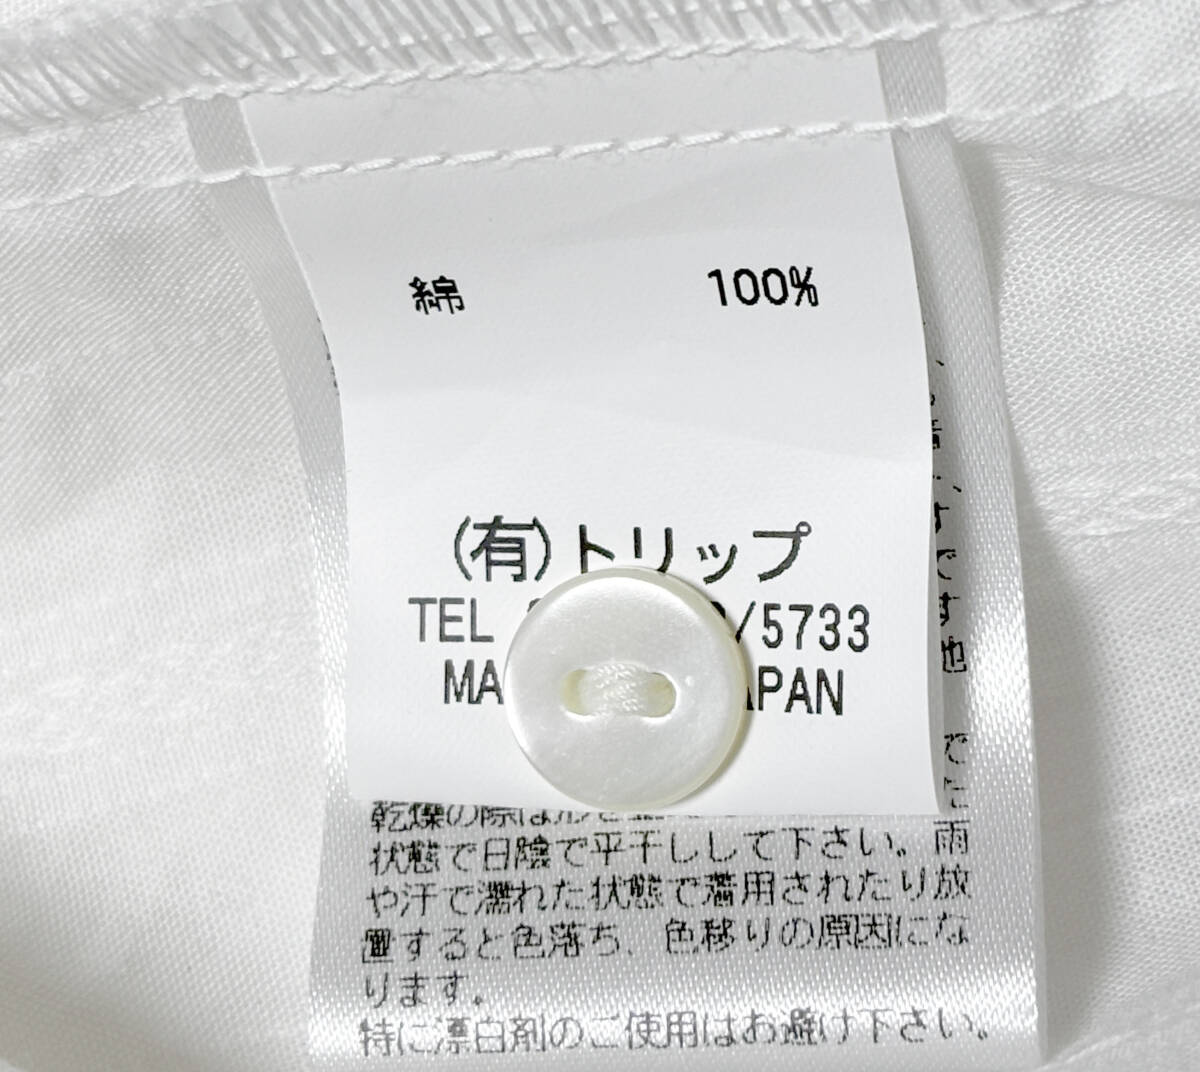 綿 100%
(有)トリップ
TEL /5733
MA APAN
乾燥の際は形を
状態で日陰で平干しして下さい。雨
や汗で濡れた状態で着用されたり放
置すると色落ち、色移りの原因にな
ります。
特に漂白剤のご使用はお避け下さい。